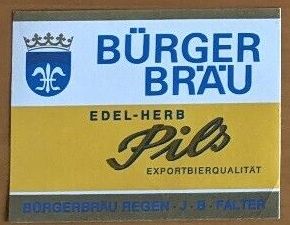 BÜRGER
BRÄU
EDEL-HERB
Pils
EXPORTBIERQUALITÄT
BÜRGERBRÄU REGEN · J · B · FALTER